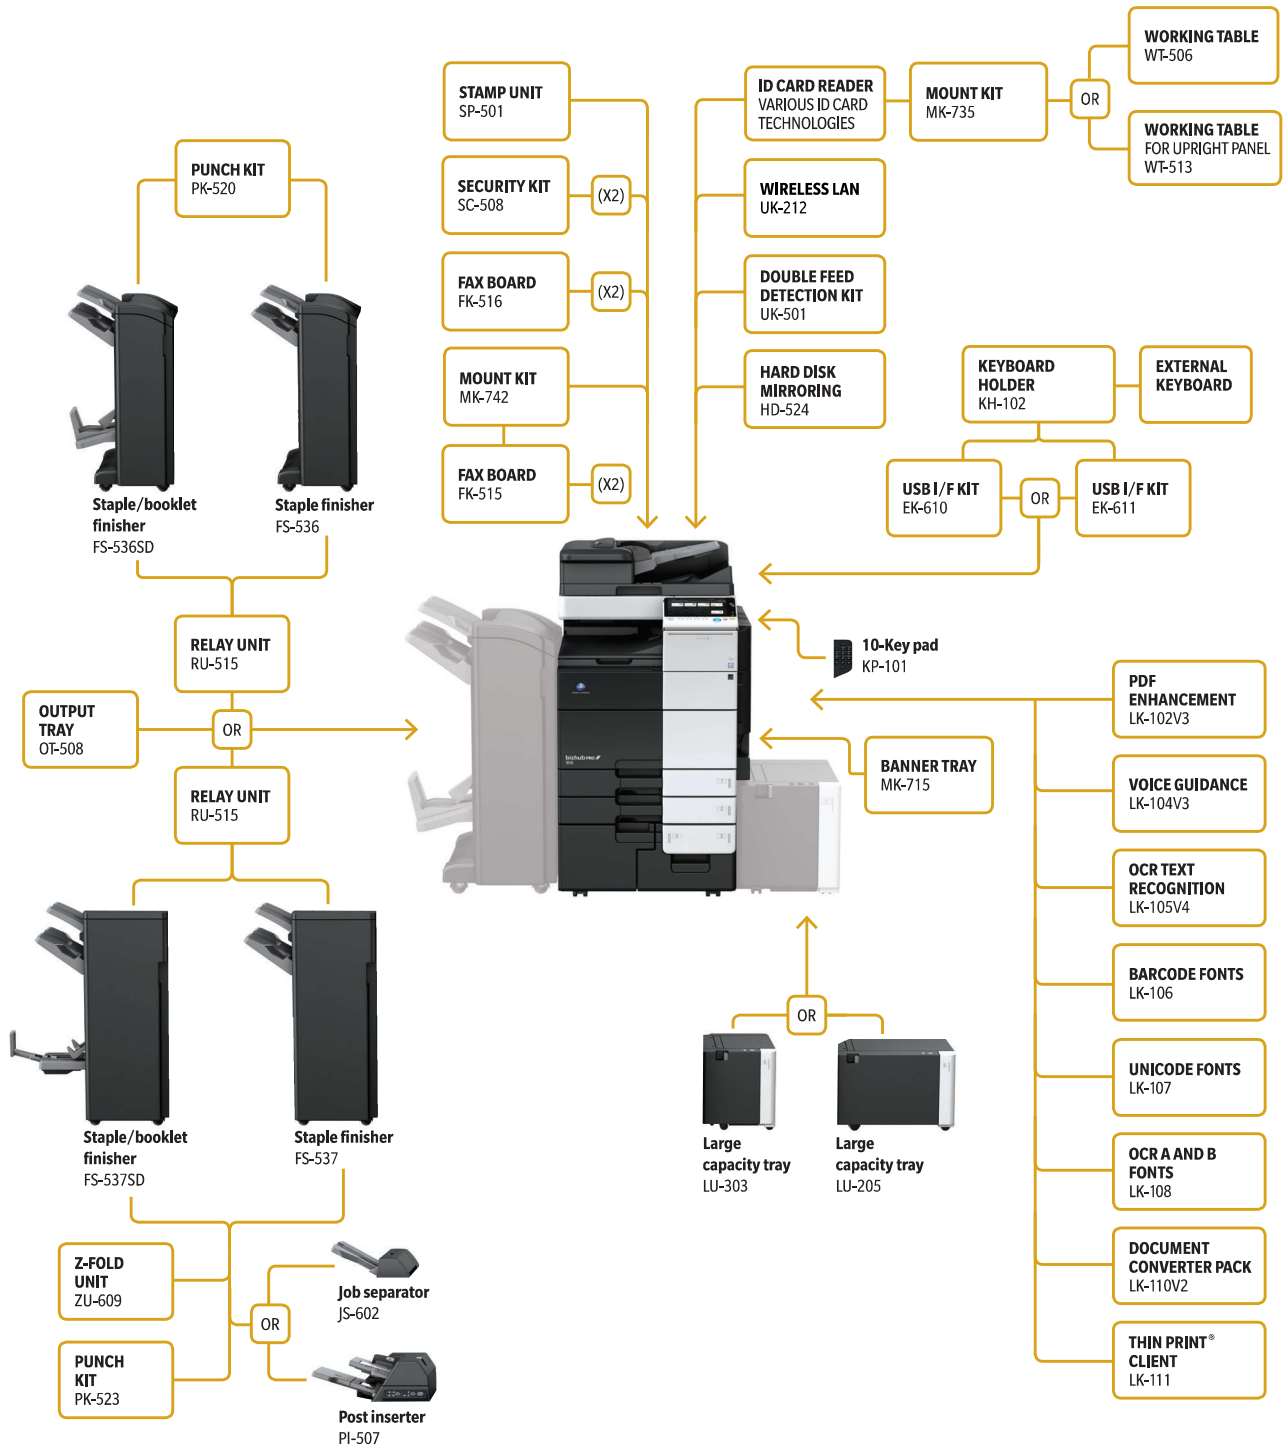 WORKING TABLE
WT-506
STAMP UNIT
SP-501
ID CARD READER
VARIOUS ID CARD
TECHNOLOGIES
MOUNT KIT
MK-735
OR
WORKING TABLE
FOR UPRIGHT PANEL
WT-513
PUNCH KIT
PK-520
SECURITY KIT
SC-508
(X2)
WIRELESS LAN
UK-212
FAX BOARD
FK-516
(X2)
DOUBLE FEED
DETECTION KIT
UK-501
MOUNT KIT
MK-742
HARD DISK
MIRRORING
HD-524
KEYBOARD
HOLDER
KH-102
EXTERNAL
KEYBOARD
FAX BOARD
FK-515
(X2)
USB I/F KIT
EK-610
OR
USB I/F KIT
EK-611
Staple/booklet
finisher
FS-536SD
Staple finisher
FS-536
RELAY UNIT
RU-515
10-Key pad
KP-101
OUTPUT
TRAY
OT-508
OR
PDF
ENHANCEMENT
LK-102V3
bizhub PRO
BANNER TRAY
MK-715
VOICE GUIDANCE
LK-104V3
RELAY UNIT
RU-515
OCR TEXT
RECOGNITION
LK-105V4
BARCODE FONTS
LK-106
OR
UNICODE FONTS
LK-107
Staple/booklet
finisher
FS-537SD
Staple finisher
FS-537
Large
capacity tray
LU-303
Large
capacity tray
LU-205
OCR A AND B
FONTS
LK-108
Z-FOLD
UNIT
ZU-609
Job separator
JS-602
DOCUMENT
CONVERTER PACK
LK-110V2
OR
PUNCH
KIT
PK-523
Post inserter
PI-507
THIN PRINT®
CLIENT
LK-111